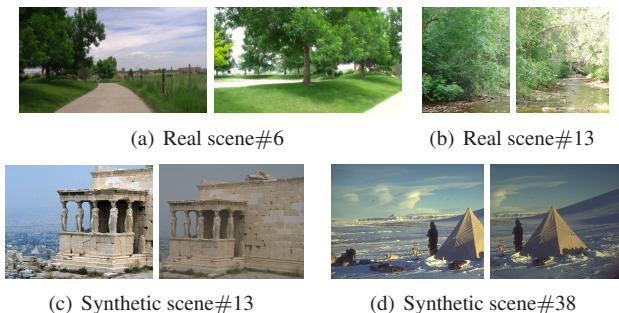 (a) Real scene#6
(b) Real scene#13
(c) Synthetic scene#13
(d) Synthetic scene#38